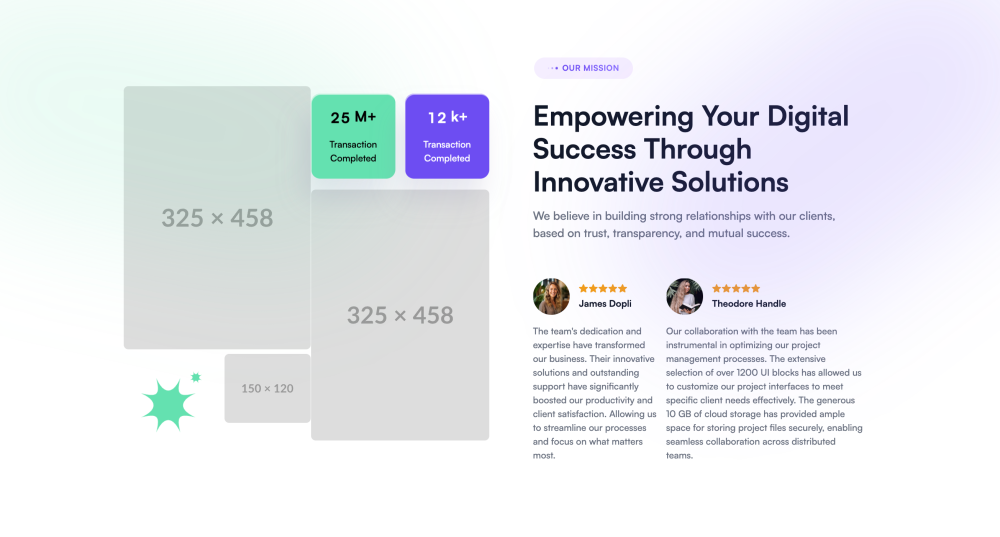 325 × 458
25 M+
Transaction
Completed
12 k+
Transaction
Completed
325 × 458
150 × 120
OUR MISSION
Empowering Your Digital
Success Through
Innovative Solutions
We believe in building strong relationships with our clients,
based on trust, transparency, and mutual success.
James Dopli
The team's dedication and
expertise have transformed
our business. Their innovative
solutions and outstanding
support have significantly
boosted our productivity and
client satisfaction. Allowing us
to streamline our processes
and focus on what matters
most.
Theodore Handle
Our collaboration with the team has been
instrumental in optimizing our project
management processes. The extensive
selection of over 1200 UI blocks has allowed us
to customize our project interfaces to meet
specific client needs effectively. The generous
10 GB of cloud storage has provided ample
space for storing project files securely, enabling
seamless collaboration across distributed
teams.